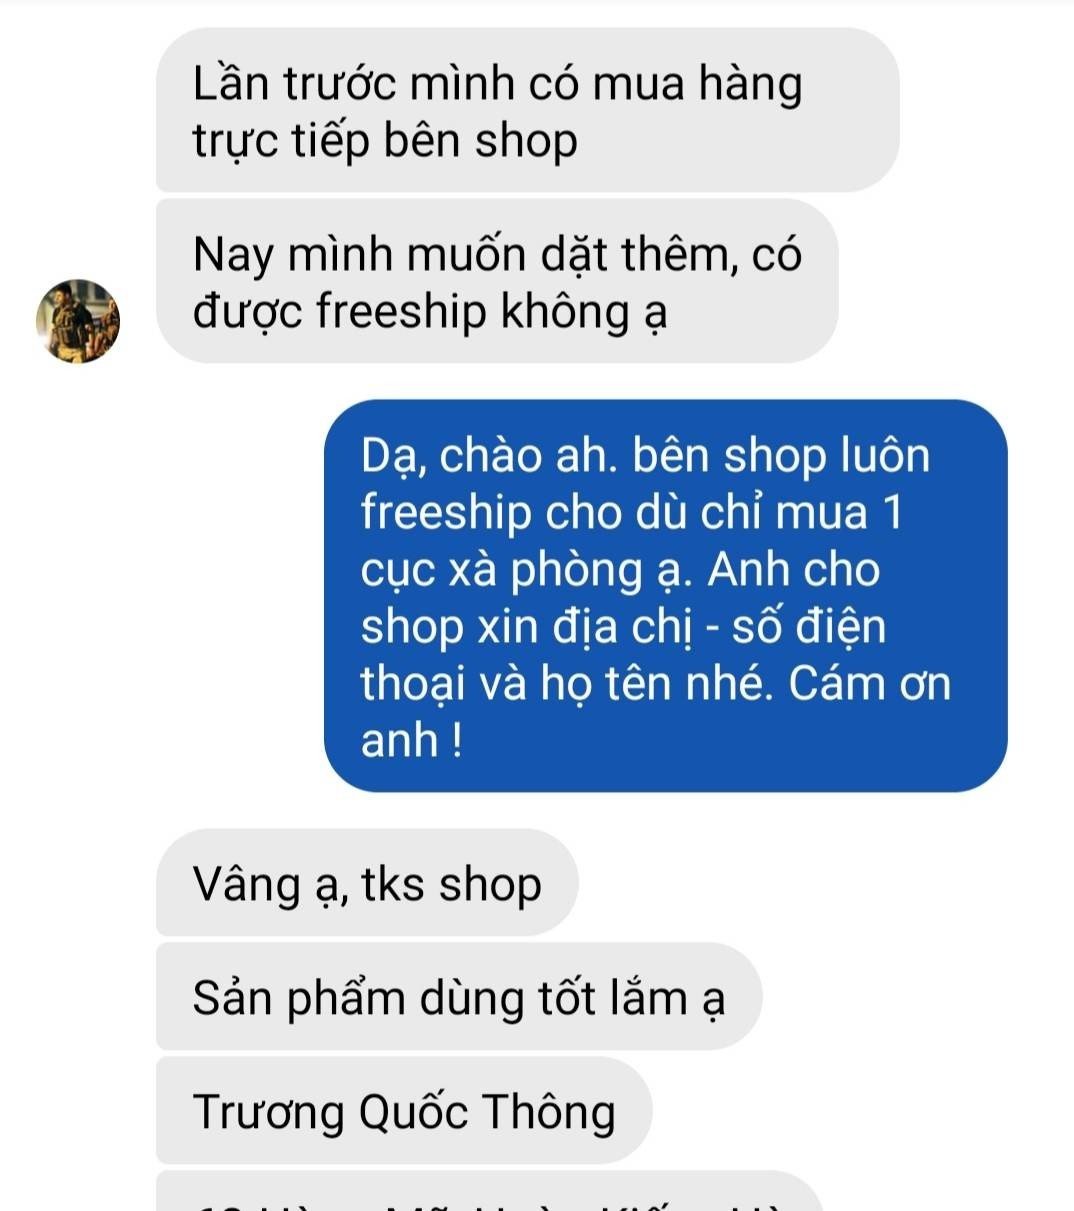 Lần trước mình có mua hàng
trực tiếp bên shop
Nay mình muốn dặt thêm, có
được freeship không ạ
Dạ, chào ah. bên shop luôn
freeship cho dù chỉ mua 1
cục xà phòng ạ. Anh cho
shop xin địa chị - số điện
thoại và họ tên nhé. Cám ơn
anh !
Vâng ạ, tks shop
Sản phẩm dùng tốt lắm ạ
Trương Quốc Thông